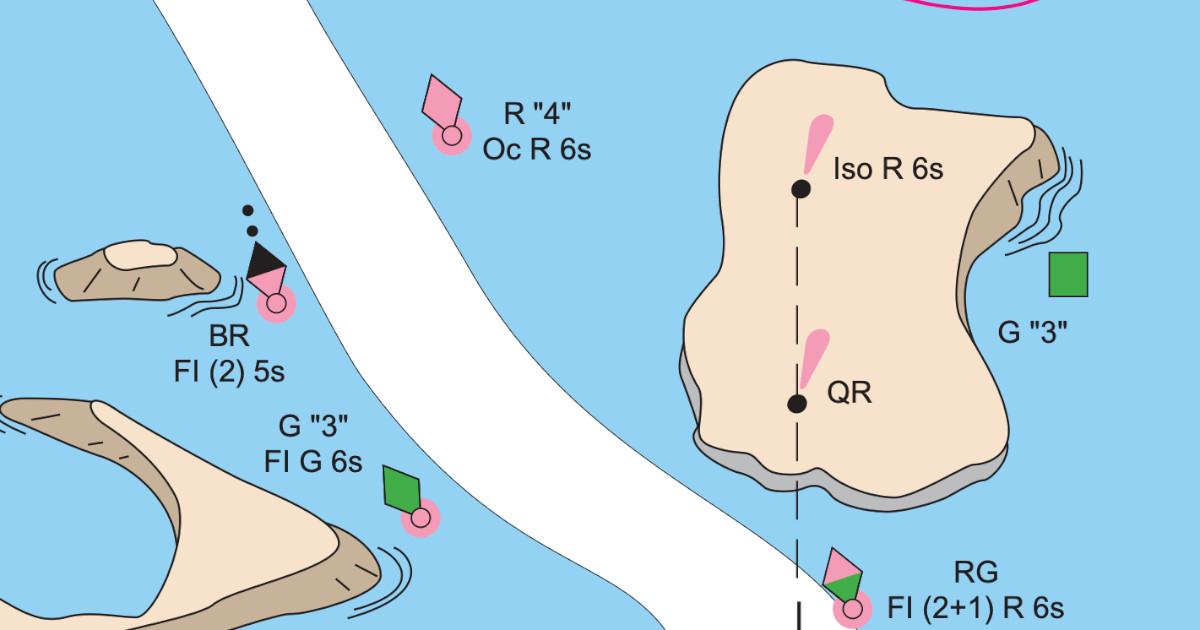 R "4"
Oc R 6s
Iso R 6s
BR
Fl (2) 5s
G "3"
QR
G "3"
Fl G 6s
RG
Fl (2+1) R 6s